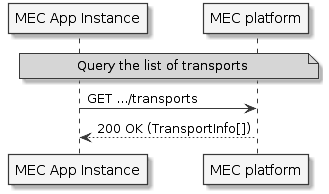 MEC App Instance
MEC platform
Query the list of transports
GET .../transports
200 OK (TransportInfo[])
MEC App Instance
MEC platform